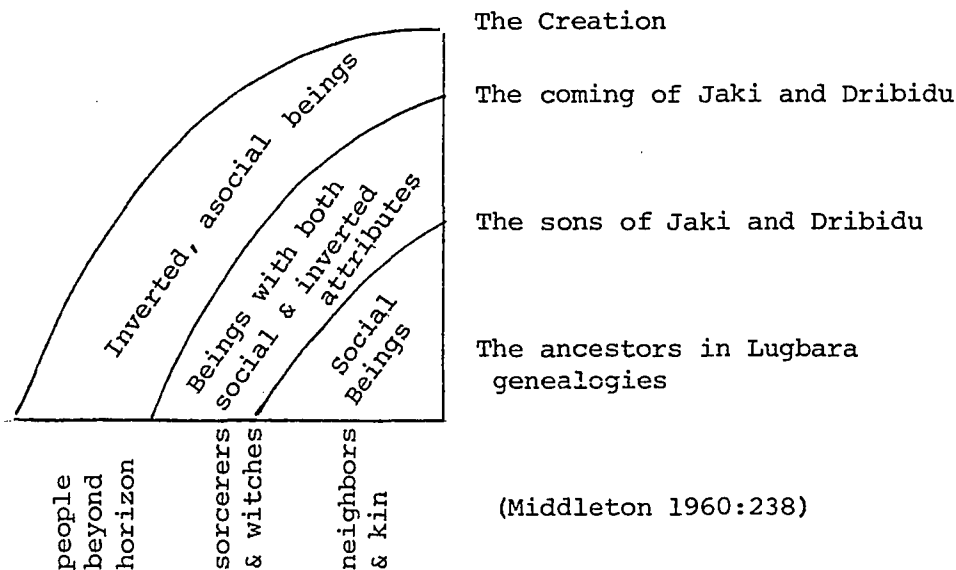 The Creation
The coming of Jaki and Dribidu
The sons of Jaki and Dribidu
The ancestors in Lugbara
genealogies
Inverted, asocial beings
Beings with both
social & inverted
attributes
Social
Beings
people
beyond
horizon
sorcerers
& witches
neighbors
& kin
(Middleton 1960:238)